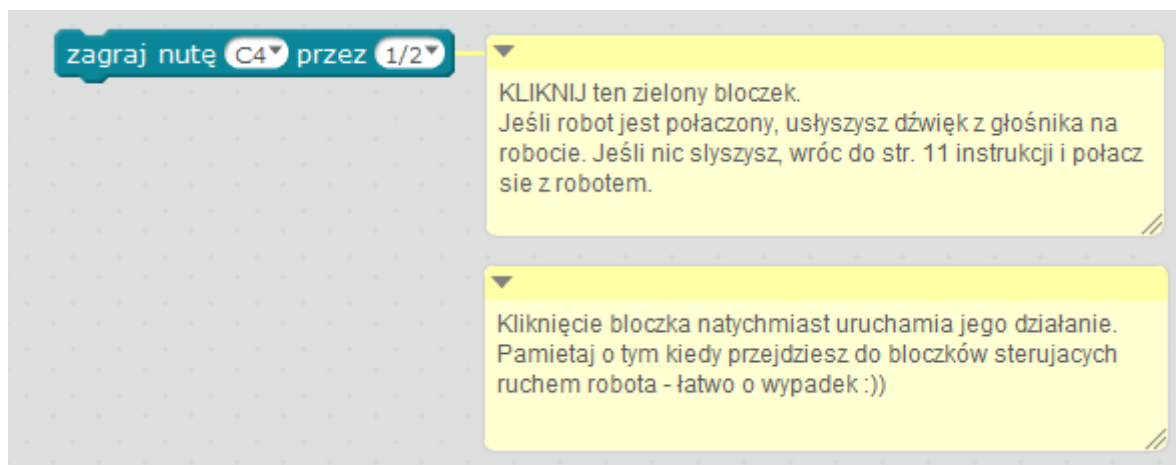 zagraj nutę C4 przez 1/2
KLIKNIJ ten zielony bloczek.
Jeśli robot jest połaczony, usłyszysz dźwięk z głośnika na
robocie. Jeśli nic slyszysz, wróc do str. 11 instrukcji i połacz
sie z robotem.
Kliknięcie bloczka natychmiast uruchamia jego działanie.
Pamietaj o tym kiedy przejdziesz do bloczków sterujacych
ruchem robota - łatwo o wypadek :))